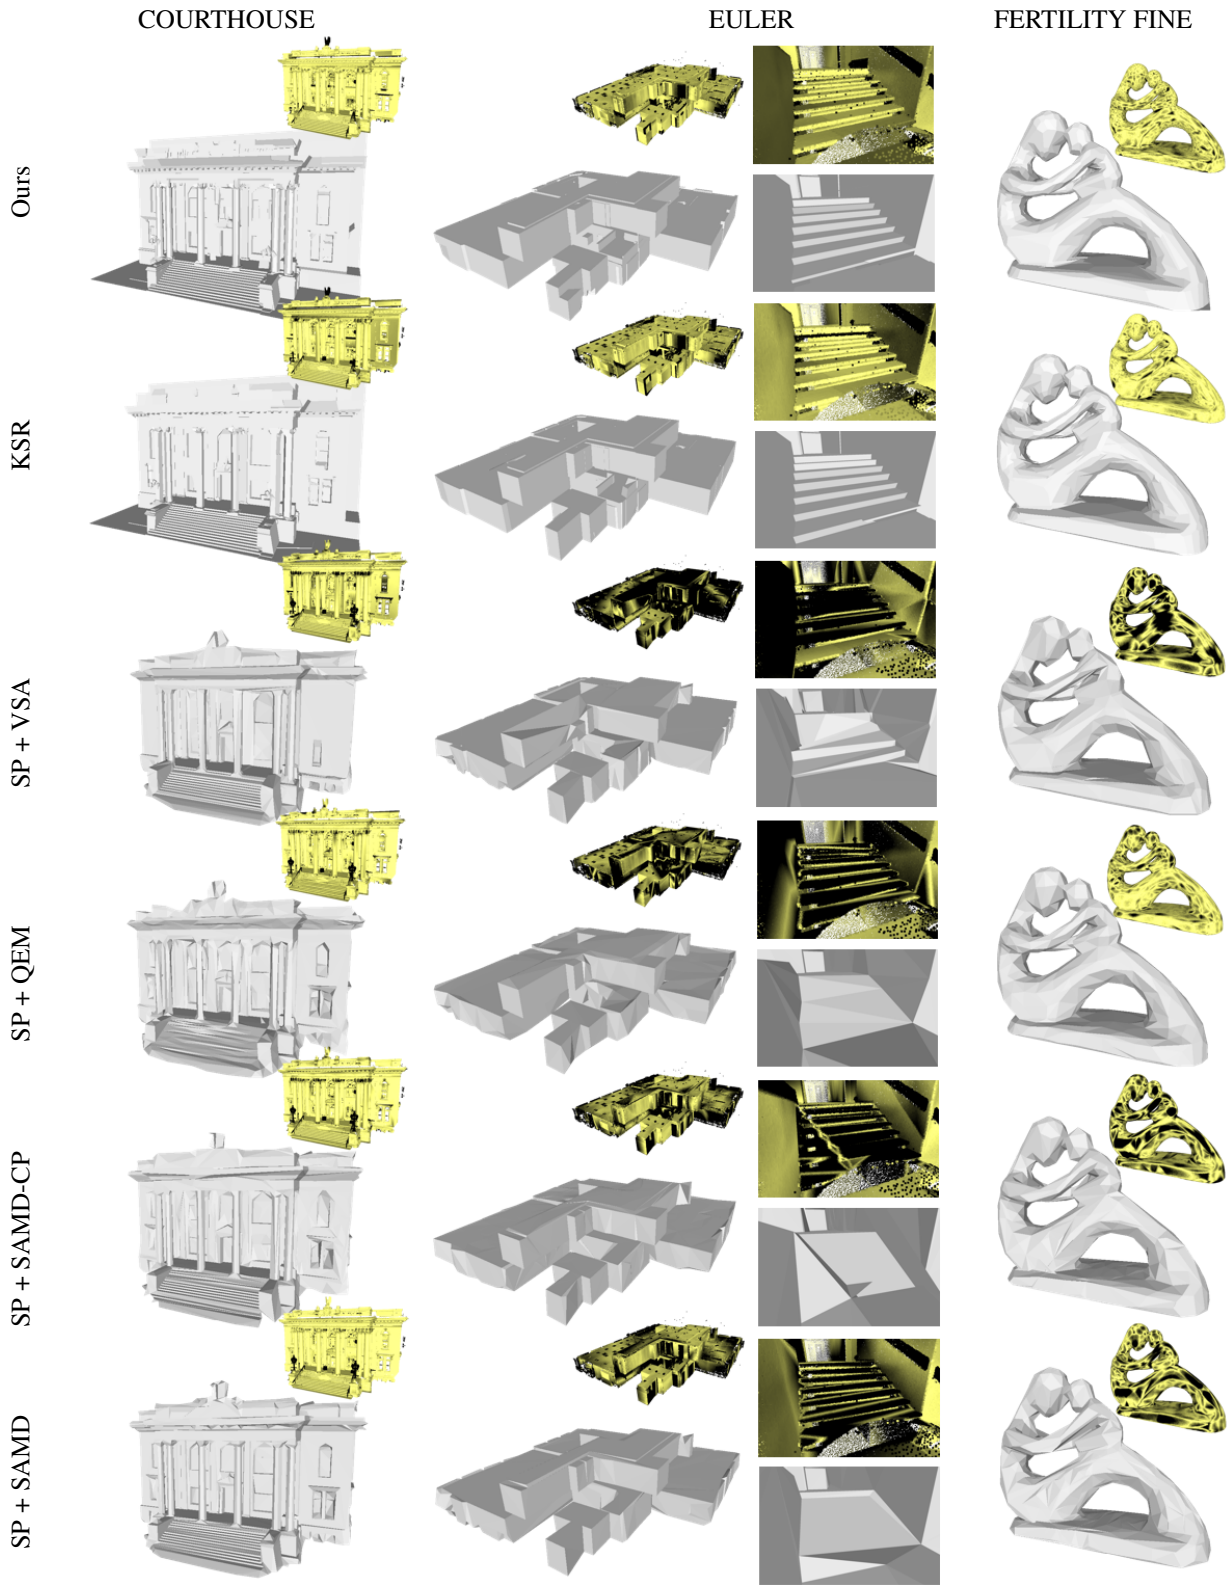 COURTHOUSE
EULER
FERTILITY FINE
Ours
KSR
SP + VSA
SP + QEM
SP + SAMD-CP
SP + SAMD